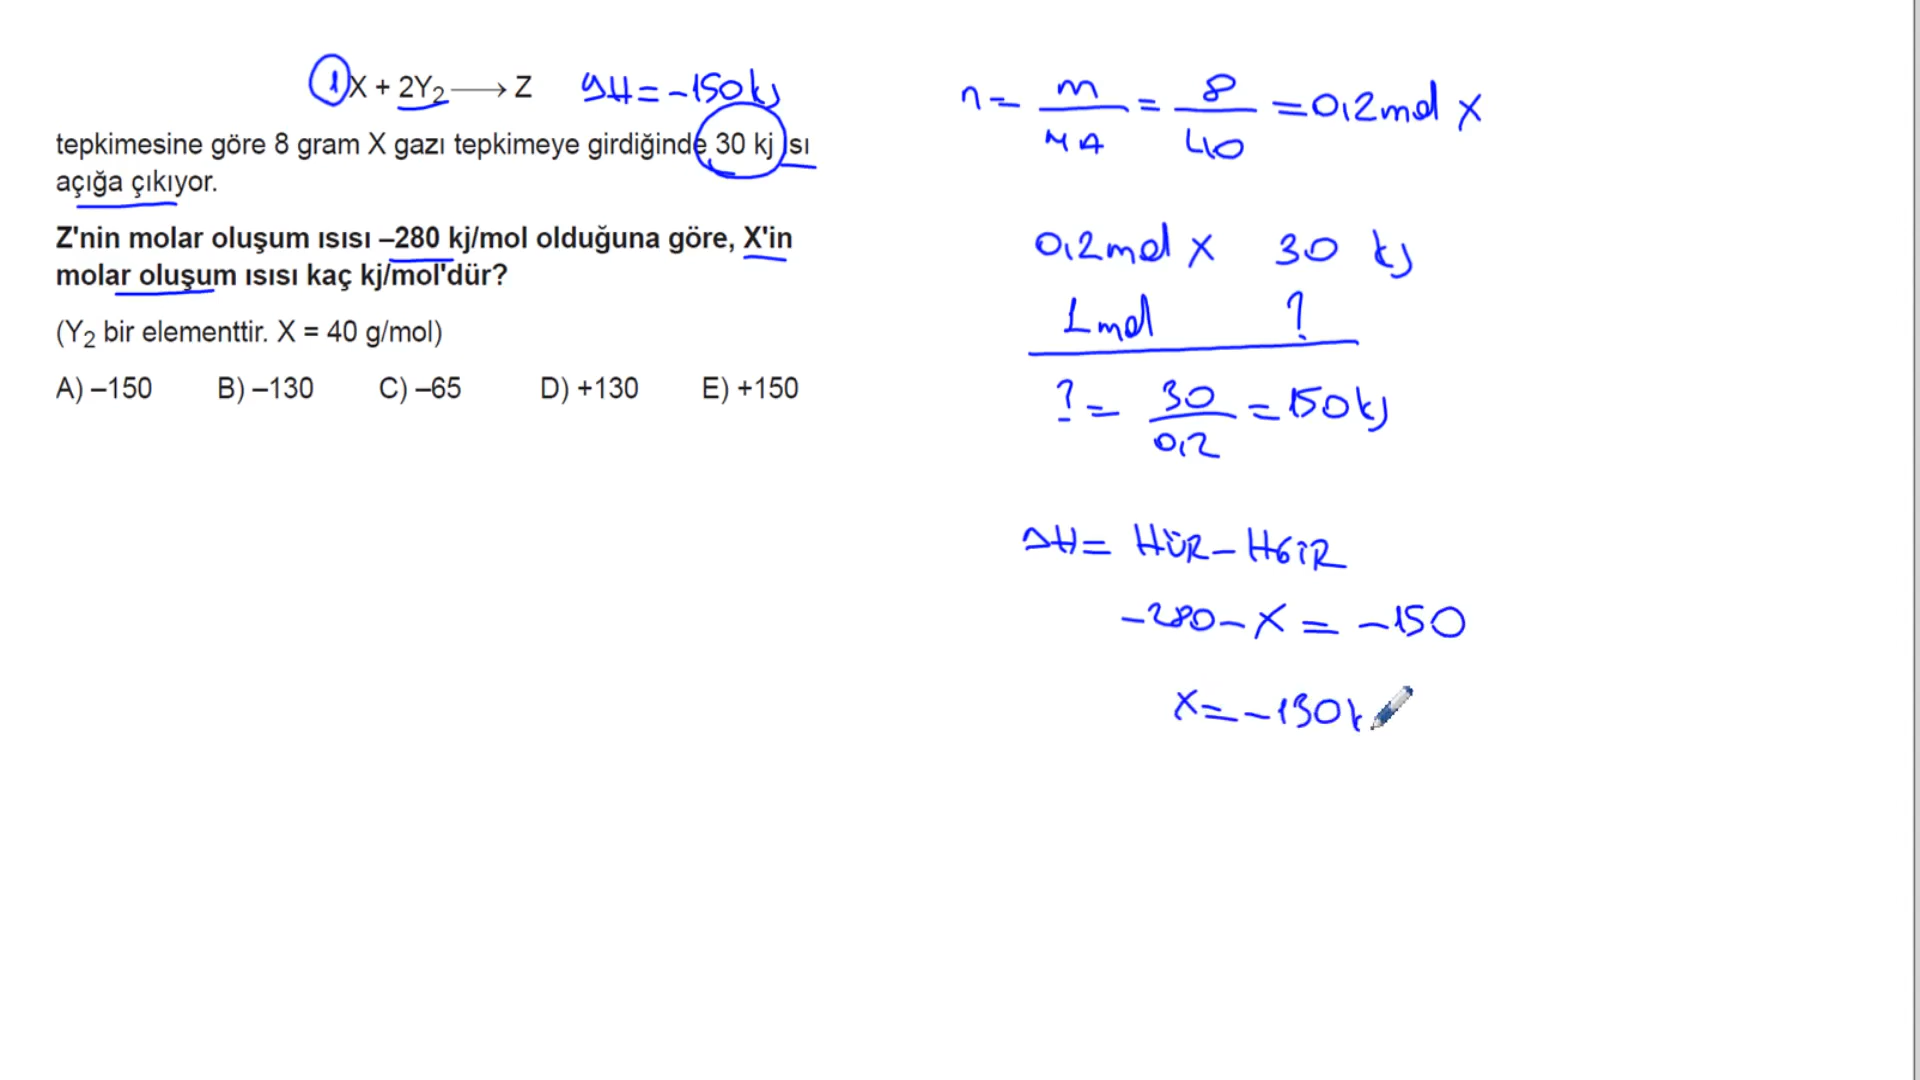 1X + 2Y₂ ⟶ Z ΔH = -150 kj
tepkimesine göre 8 gram X gazı tepkimeye girdiğinde 30 kj ısı
açığa çıkıyor.
Z'nin molar oluşum ısısı –280 kj/mol olduğuna göre, X'in
molar oluşum ısısı kaç kj/mol'dür?
(Y₂ bir elementtir. X = 40 g/mol)
A) –150 B) –130 C) –65 D) +130 E) +150
n = m/MA = 8/40 = 0,2 mol X
0,2 mol X 30 kj
1 mol ?
? = 30/0,2 = 150 kj
ΔH = HÜR - HGİR
-280 - X = -150
X = -130 k